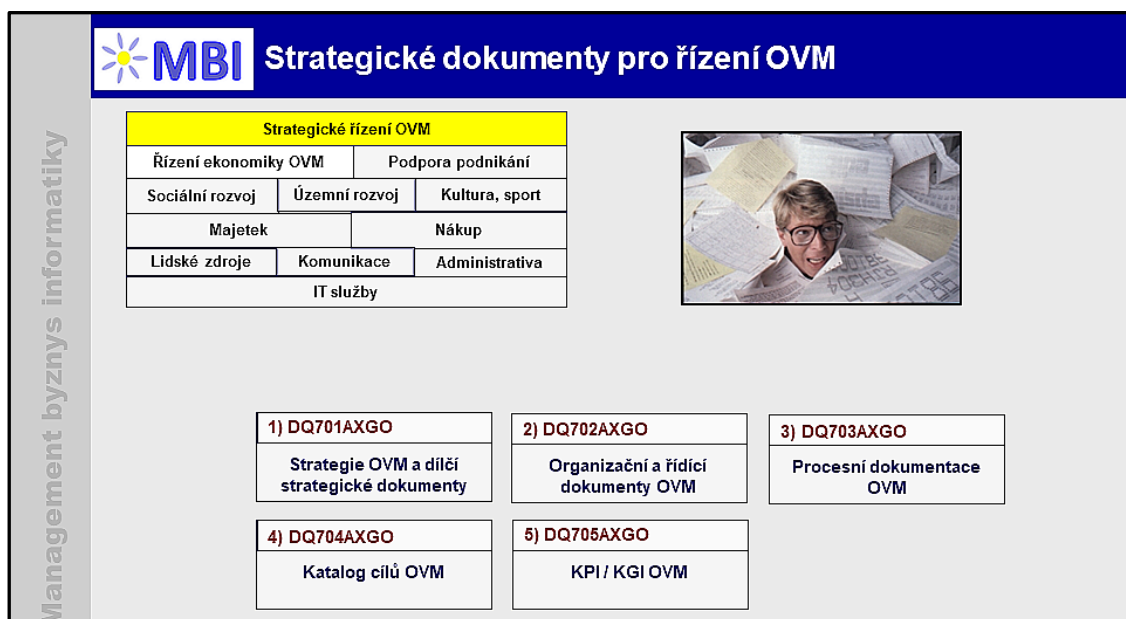 MBI
Strategické dokumenty pro řízení OVM
Management byznys informatiky
Strategické řízení OVM
Řízení ekonomiky OVM
Podpora podnikání
Sociální rozvoj
Územní rozvoj
Kultura, sport
Majetek
Nákup
Lidské zdroje
Komunikace
Administrativa
IT služby
1) DQ701AXGO
Strategie OVM a dílčí
strategické dokumenty
2) DQ702AXGO
Organizační a řídící
dokumenty OVM
3) DQ703AXGO
Procesní dokumentace
OVM
4) DQ704AXGO
Katalog cílů OVM
5) DQ705AXGO
KPI / KGI OVM